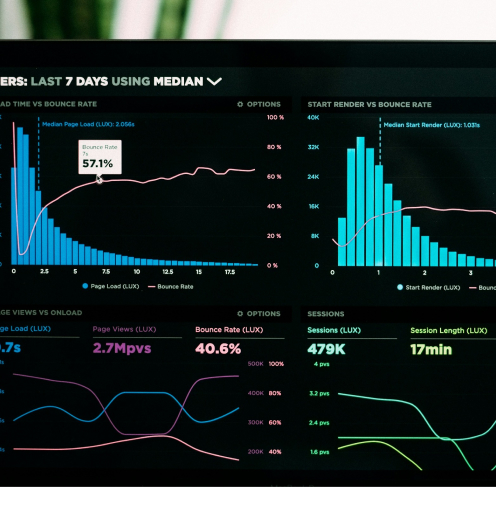 ERS: LAST 7 DAYS USING MEDIAN
AD TIME VS BOUNCE RATE
OPTIONS
Median Page Load (LUX): 2.056s
Bounce Rate
7s
57.1%
100 %
80 %
60 %
40 %
20 %
0 %
0 2.5 5 7.5 10 12.5 15 17.5
Page Load (LUX) Bounce Rate
START RENDER VS BOUNCE RATE
40K
32K
24K
16K
8K
0
Median Start Render (LUX): 1.031s
0 1 2 3
Start Render (LUX) Bounc
GE VIEWS VS ONLOAD
OPTIONS
ge Load (LUX) Page Views (LUX) Bounce Rate (LUX)
.7s 2.7Mpvs 40.6%
500K 100%
400K 80%
300K 60%
200K 40%
SESSIONS
Sessions (LUX) Session Length (LUX)
479K 17min
4 pvs
3.2 pvs
2.4 pvs
1.6 pvs